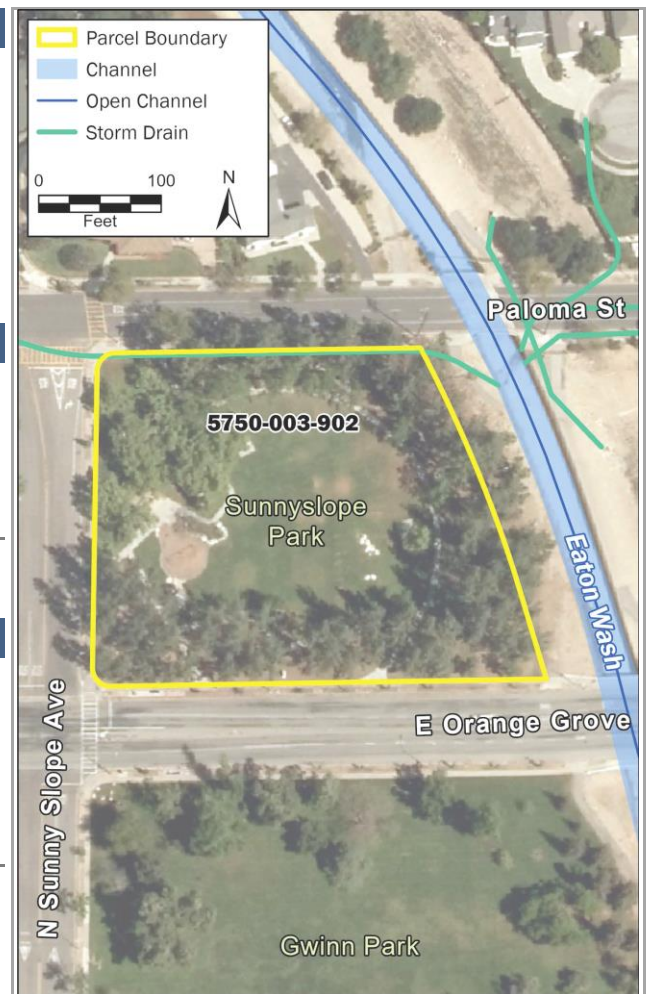 Parcel Boundary
Channel
Open Channel
Storm Drain
0 100
Feet
N
Paloma St
5750-003-902
Sunnyslope
Park
Eaton Wash
E Orange Grove
N Sunny Slope Ave
Gwinn Park